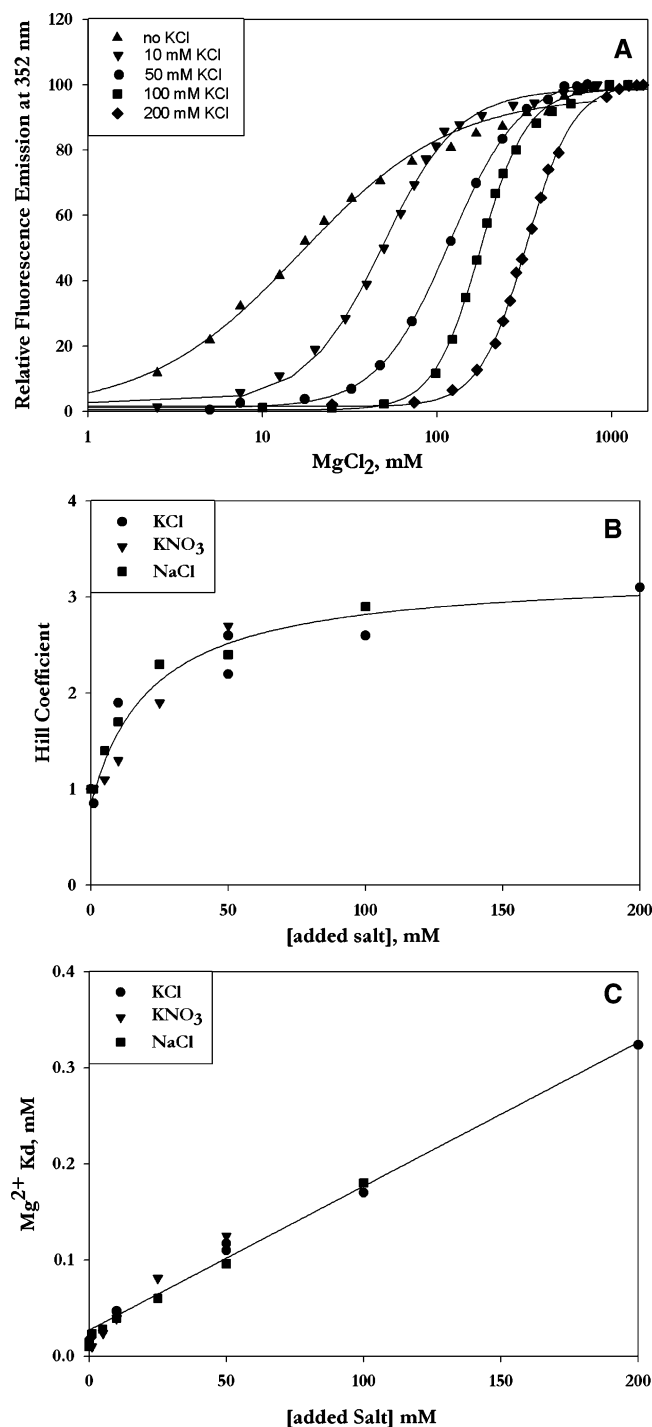 A
no KCl
10 mM KCl
50 mM KCl
100 mM KCl
200 mM KCl
Relative Fluorescence Emission at 352 nm
100
80
60
40
20
0
1
10
100
1000
MgCl2, mM
B
KCl
KNO3
NaCl
Hill Coefficient
4
3
2
1
0
0
50
100
150
200
[added salt], mM
C
KCl
KNO3
NaCl
Mg2+ Kd, mM
0.4
0.3
0.2
0.1
0.0
0
50
100
150
200
[added Salt] mM